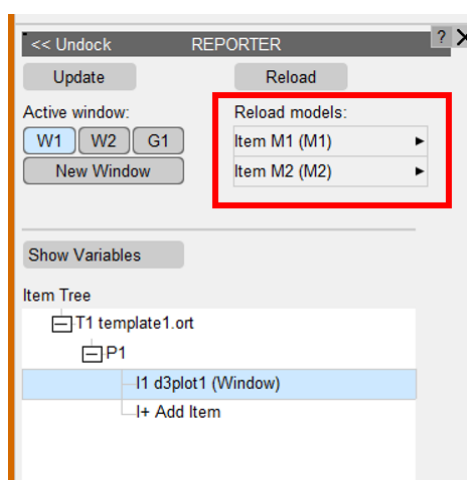 << Undock REPORTER ? X
Update Reload
Active window: Reload models:
W1 W2 G1 Item M1 (M1)
New Window Item M2 (M2)
Show Variables
Item Tree
T1 template1.ort
P1
I1 d3plot1 (Window)
I+ Add Item